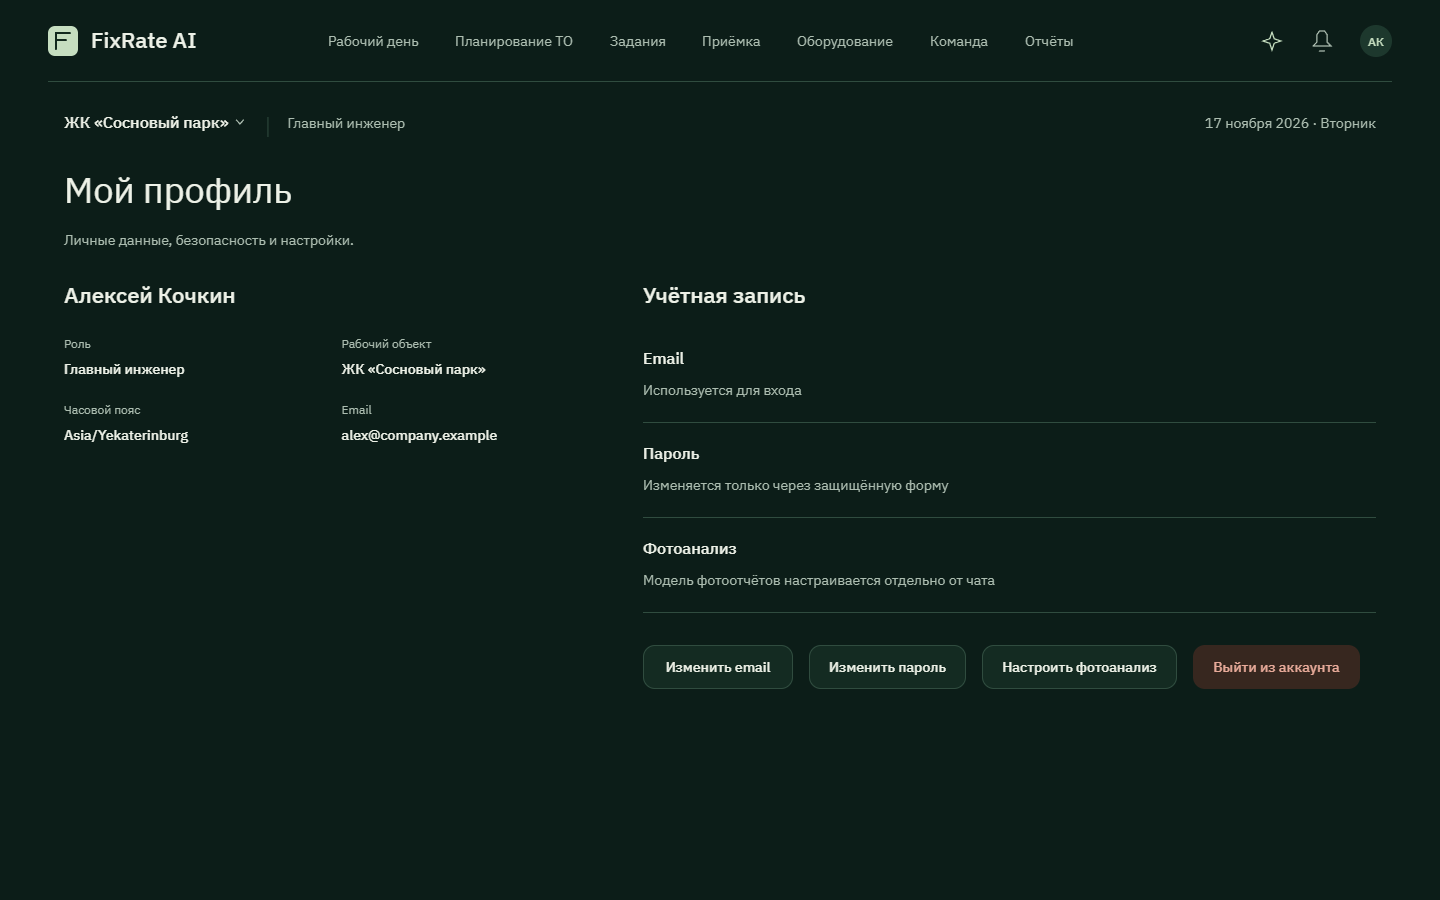 FixRate AI
Рабочий день Планирование ТО Задания Приёмка Оборудование Команда Отчёты
АК
ЖК «Сосновый парк» Главный инженер 17 ноября 2026 · Вторник
Мой профиль
Личные данные, безопасность и настройки.
Алексей Кочкин
Роль
Главный инженер
Рабочий объект
ЖК «Сосновый парк»
Часовой пояс
Asia/Yekaterinburg
Email
alex@company.example
Учётная запись
Email
Используется для входа
Пароль
Изменяется только через защищённую форму
Фотоанализ
Модель фотоотчётов настраивается отдельно от чата
Изменить email Изменить пароль Настроить фотоанализ Выйти из аккаунта